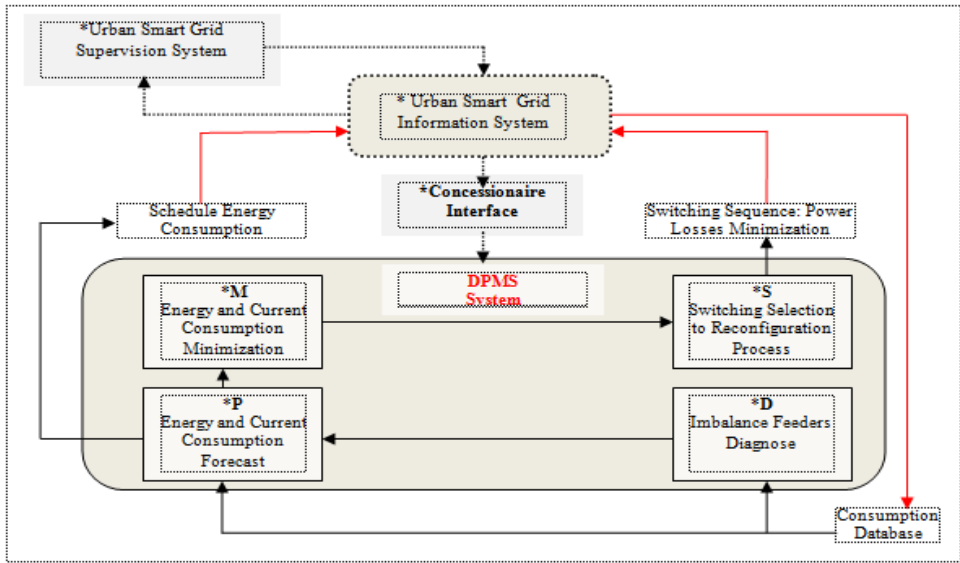 *Urban Smart Grid
Supervision System
* Urban Smart Grid
Information System
*Concessionaire
Interface
Schedule Energy
Consumption
Switching Sequence: Power
Losses Minimization
DPMS
System
*M
Energy and Current
Consumption
Minimization
*S
Switching Selection
to Reconfiguration
Process
*P
Energy and Current
Consumption
Forecast
*D
Imbalance Feeders
Diagnose
Consumption
Database